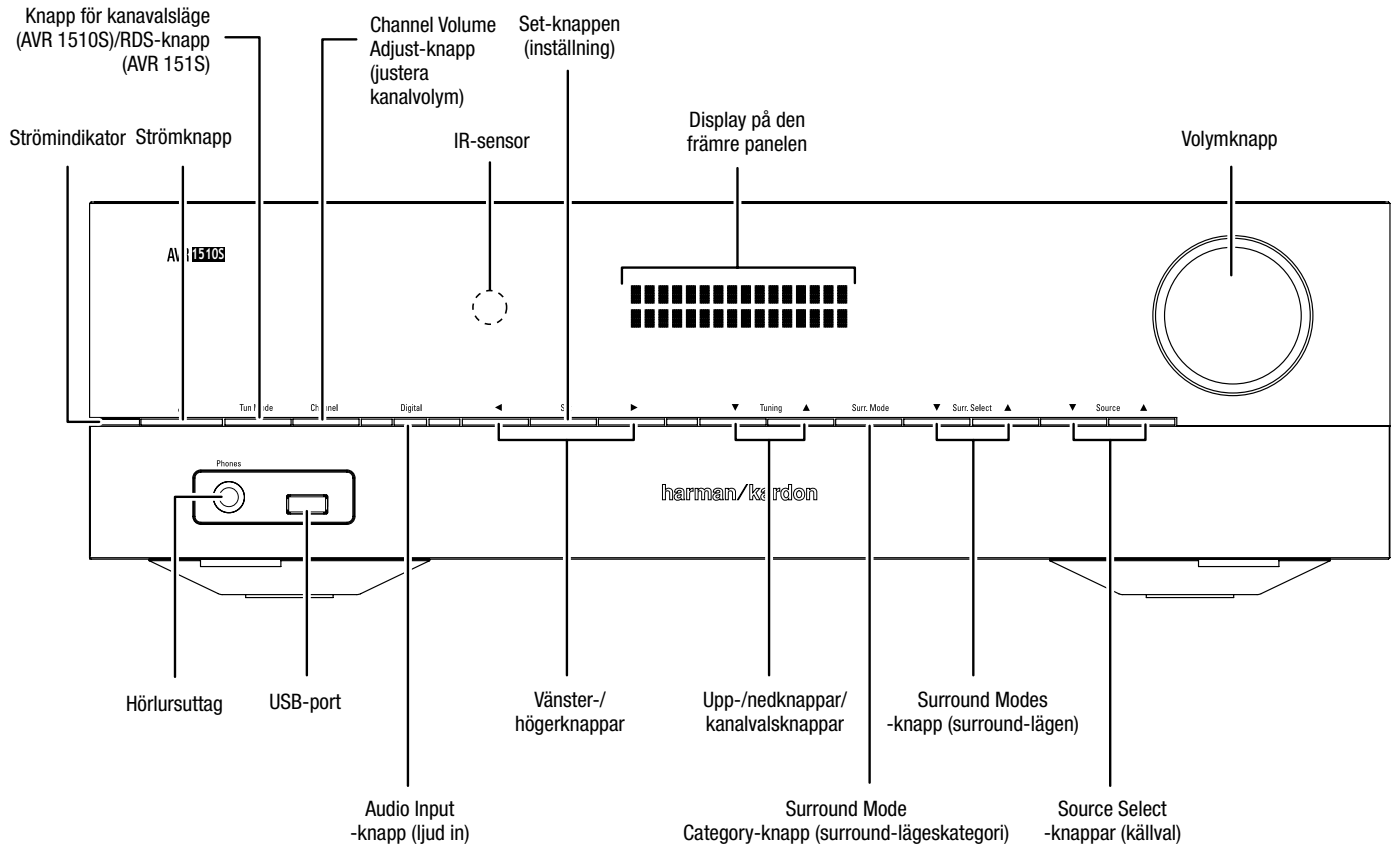 Knapp för kanavalsläge
(AVR 1510S)/RDS-knapp
(AVR 151S)
Channel Volume
Adjust-knapp
(justera
kanalvolym)
Set-knappen
(inställning)
Strömindikator
Strömknapp
IR-sensor
Display på den
främre panelen
Volymknapp
1510S
Digital
Tuning
Surr. Mode
Surr. Select
Source
Phones
harman/kardon
Hörlursuttag
USB-port
Vänster-/
högerknappar
Upp-/nedknappar/
kanalvalsknappar
Surround Modes
-knapp (surround-lägen)
Audio Input
-knapp (ljud in)
Surround Mode
Category-knapp (surround-lägeskategori)
Source Select
-knappar (källval)